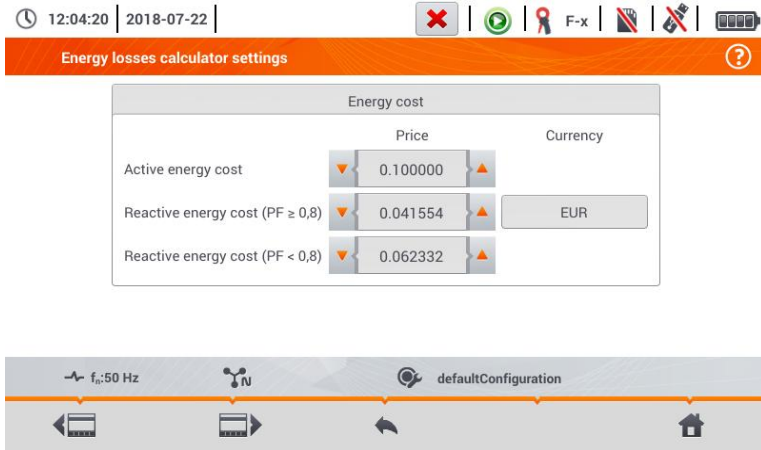 12:04:20 2018-07-22 F-x
Energy losses calculator settings ?
Energy cost
Price Currency
Active energy cost 0.100000
Reactive energy cost (PF ≥ 0,8) 0.041554 EUR
Reactive energy cost (PF < 0,8) 0.062332
fn:50 Hz N defaultConfiguration